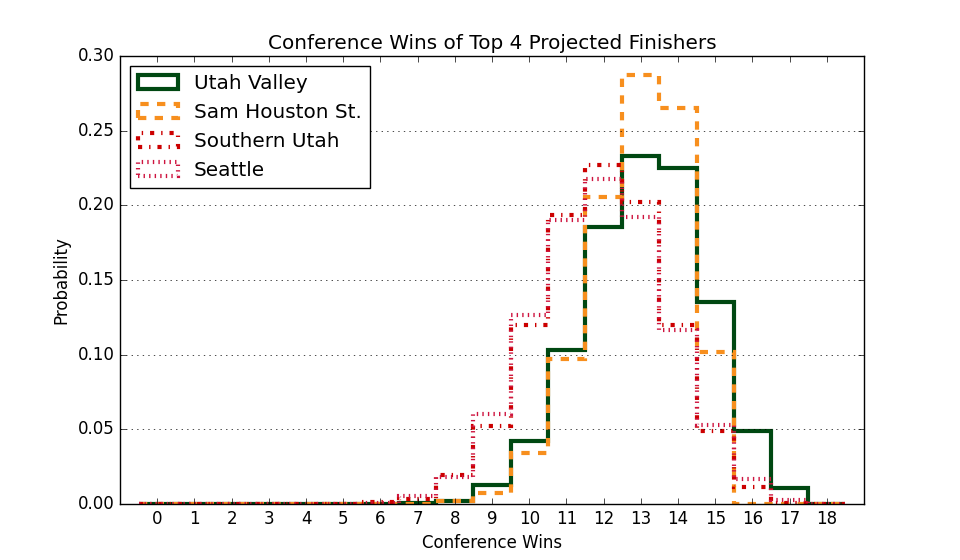 Conference Wins of Top 4 Projected Finishers
0.30
0.25
0.20
0.15
0.10
0.05
0.00
Probability
Utah Valley
Sam Houston St.
Southern Utah
Seattle
0 1 2 3 4 5 6 7 8 9 10 11 12 13 14 15 16 17 18
Conference Wins